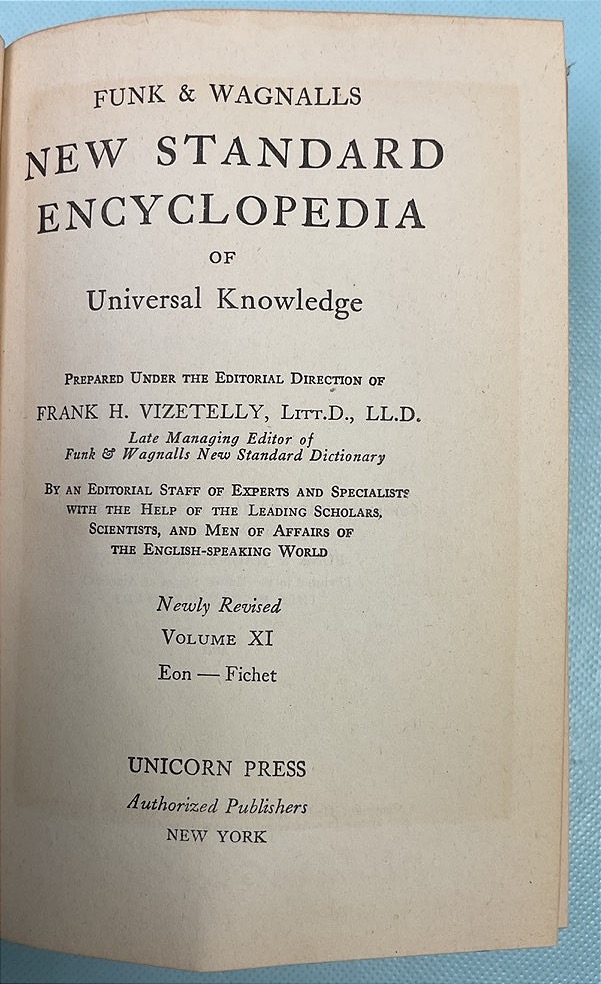 FUNK & WAGNALLS
NEW STANDARD
ENCYCLOPEDIA
OF
Universal Knowledge
PREPARED UNDER THE EDITORIAL DIRECTION OF
FRANK H. VIZETELLY, LITT.D., LL.D.
Late Managing Editor of
Funk & Wagnalls New Standard Dictionary
BY AN EDITORIAL STAFF OF EXPERTS AND SPECIALISTS
WITH THE HELP OF THE LEADING SCHOLARS,
SCIENTISTS, AND MEN OF AFFAIRS OF
THE ENGLISH-SPEAKING WORLD
Newly Revised
VOLUME XI
Eon — Fichet
UNICORN PRESS
Authorized Publishers
NEW YORK